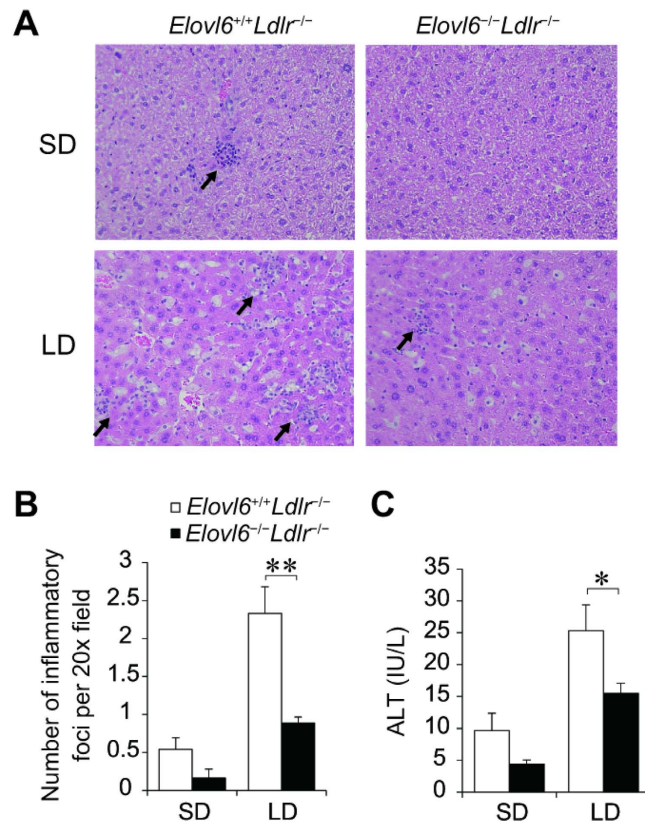 A
Elovl6+/+Ldlr−/−
Elovl6−/−Ldlr−/−
SD
LD
B
Elovl6+/+Ldlr−/−
Elovl6−/−Ldlr−/−
Number of inflammatory
foci per 20x field
3
2.5
2
1.5
1
0.5
0
**
SD
LD
C
ALT (IU/L)
35
30
25
20
15
10
5
0
*
SD
LD